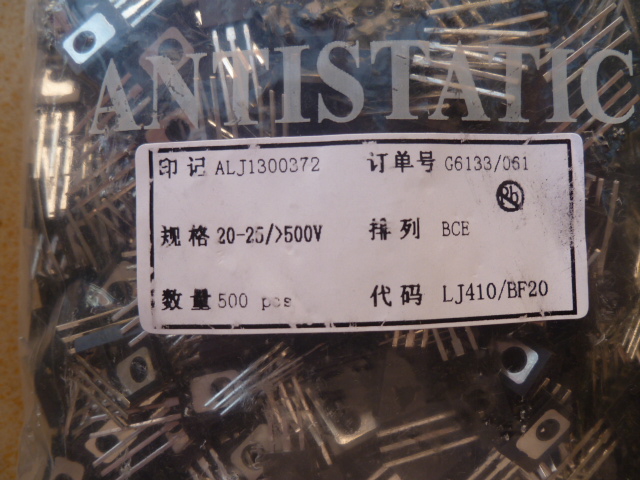 ANTISTATIC
印记 ALJ1300372 订单号 G6133/061
Pb
规格 20-25/>500V 排列 BCE
数量 500 pcs 代码 LJ410/BF20